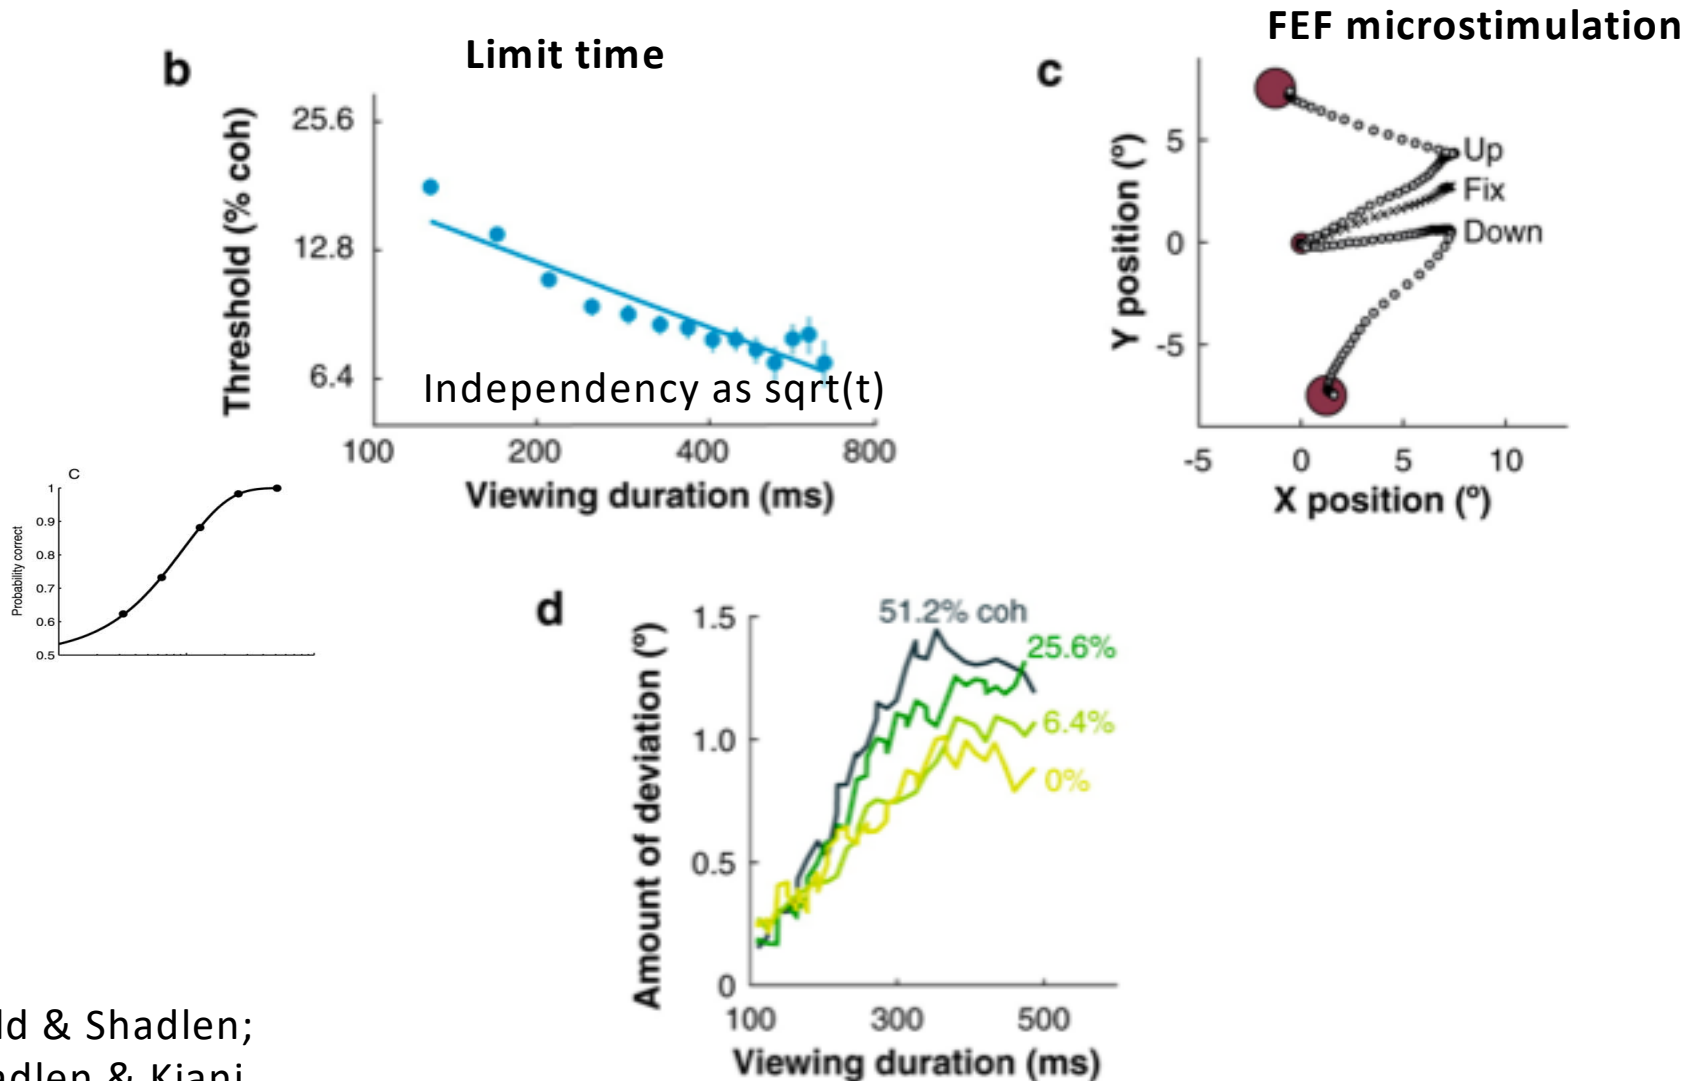 FEF microstimulation
Limit time
b
Threshold (% coh)
25.6
12.8
6.4
Independency as sqrt(t)
100
200
400
800
Viewing duration (ms)
c
Y position (°)
5
0
-5
Up
Fix
Down
-5
0
5
10
X position (°)
C
Probability correct
1
0.9
0.8
0.7
0.6
0.5
d
Amount of deviation (°)
1.5
1.0
0.5
0
51.2% coh
25.6%
6.4%
0%
100
300
500
Viewing duration (ms)
& Shadlen;
& Kiani